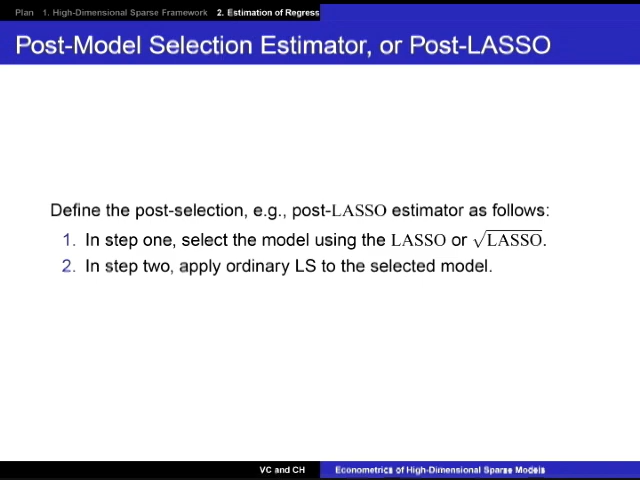 Plan 1. High-Dimensional Sparse Framework 2. Estimation of Regress
Post-Model Selection Estimator, or Post-LASSO
Define the post-selection, e.g., post-LASSO estimator as follows:
1. In step one, select the model using the LASSO or √LASSO.
2. In step two, apply ordinary LS to the selected model.
VC and CH Econometrics of High-Dimensional Sparse Models